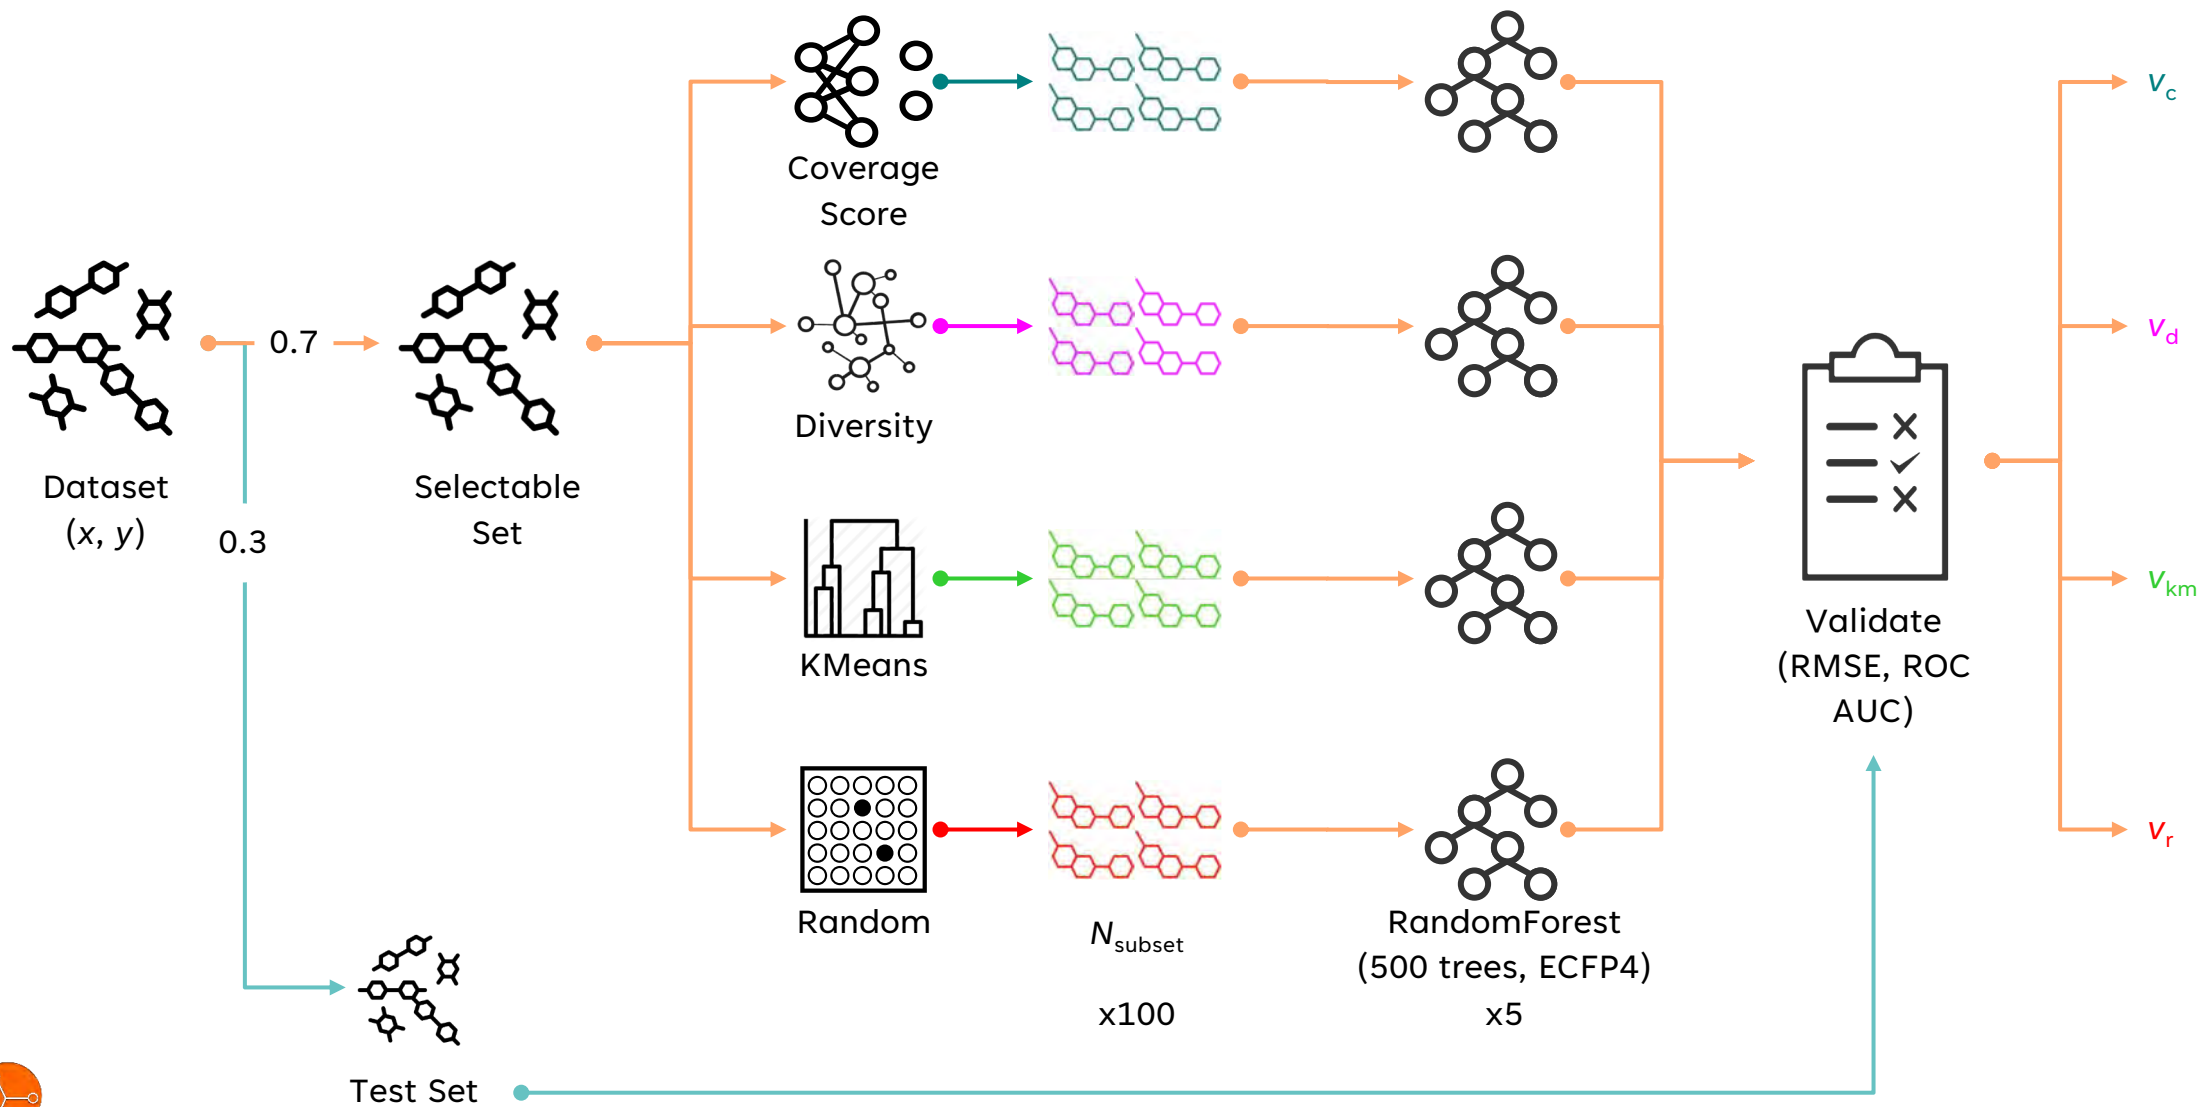 Coverage
Score
v_c
0.7
Diversity
v_d
Dataset
(x, y)
0.3
Selectable
Set
KMeans
v_km
Validate
(RMSE, ROC
AUC)
Random
v_r
N_subset
x100
RandomForest
(500 trees, ECFP4)
x5
Test Set